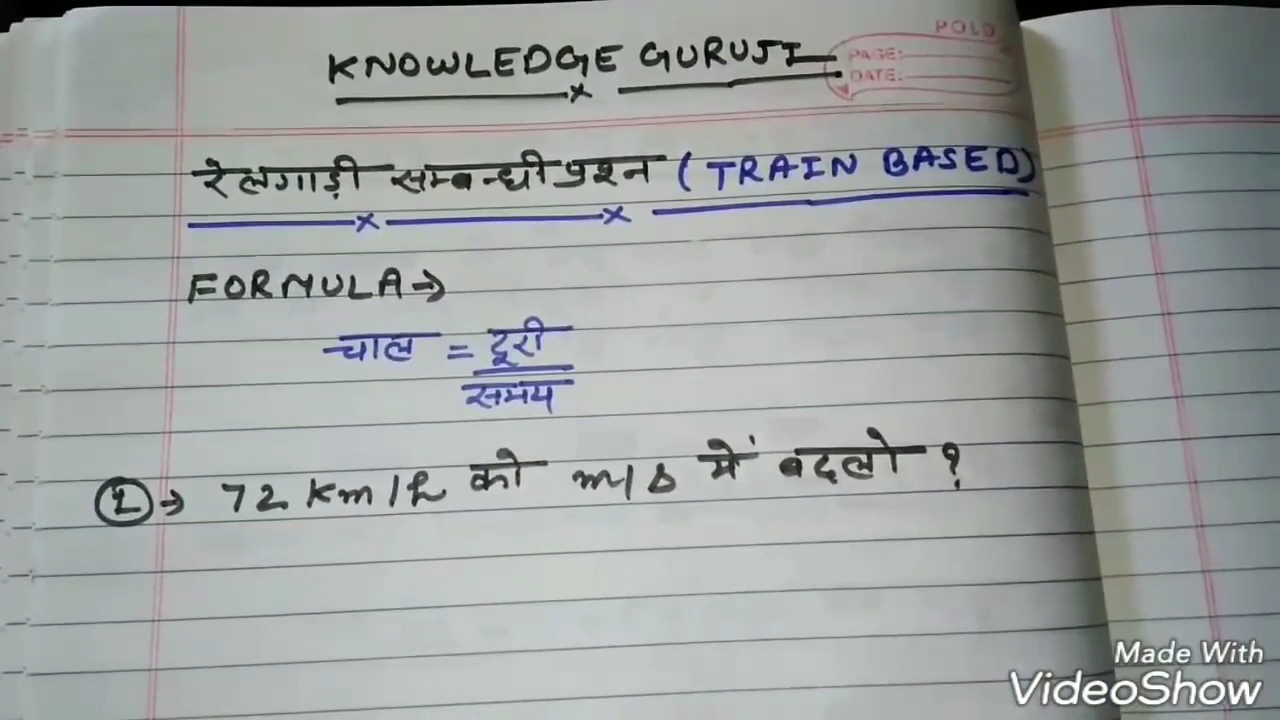 POLO
KNOWLEDGE GURUJI
PAGE:
DATE:
रेलगाड़ी सम्बन्धी प्रश्न (TRAIN BASED)
FORMULA→
चाल = दूरी
समय
1→ 72 Km/h को m/s में बदलो ?
Made With
VideoShow